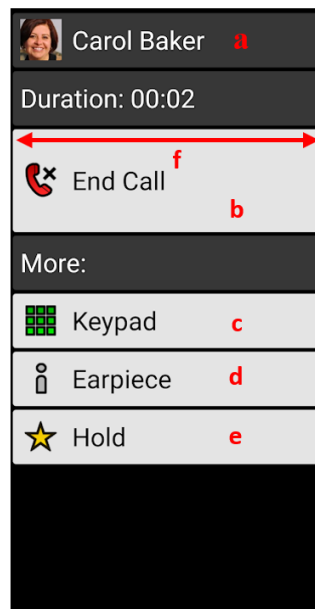 Carol Baker a
Duration: 00:02
f
End Call
b
More:
Keypad c
Earpiece d
Hold e